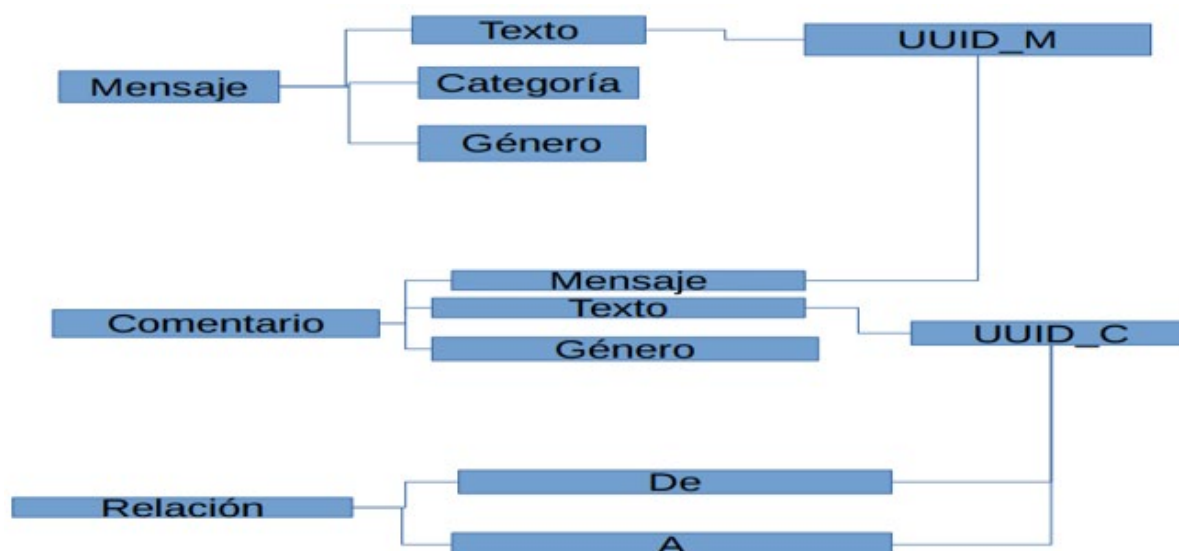 Texto
UUID_M
Mensaje
Categoría
Género
Mensaje
Texto
Comentario
UUID_C
Género
De
Relación
A